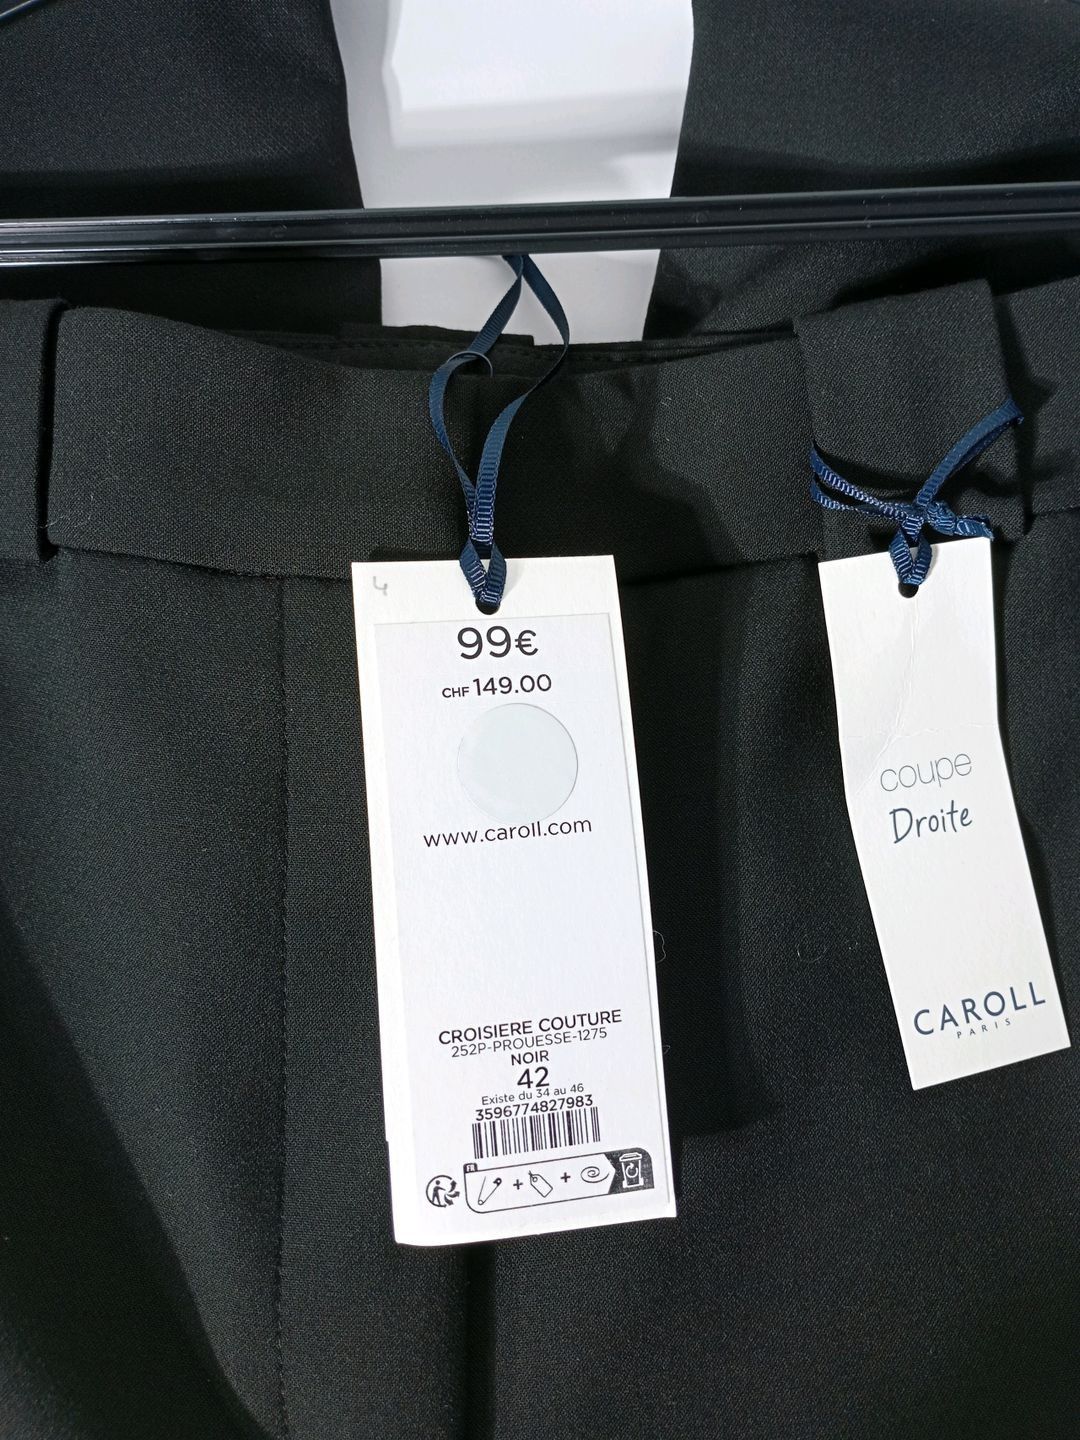 4
99€
CHF 149.00
www.caroll.com
CROISIERE COUTURE
252P-PROUESSE-1275
NOIR
42
Existe du 34 au 46
3596774827983
FR
+ +
coupe
Droite
CAROLL
PARIS